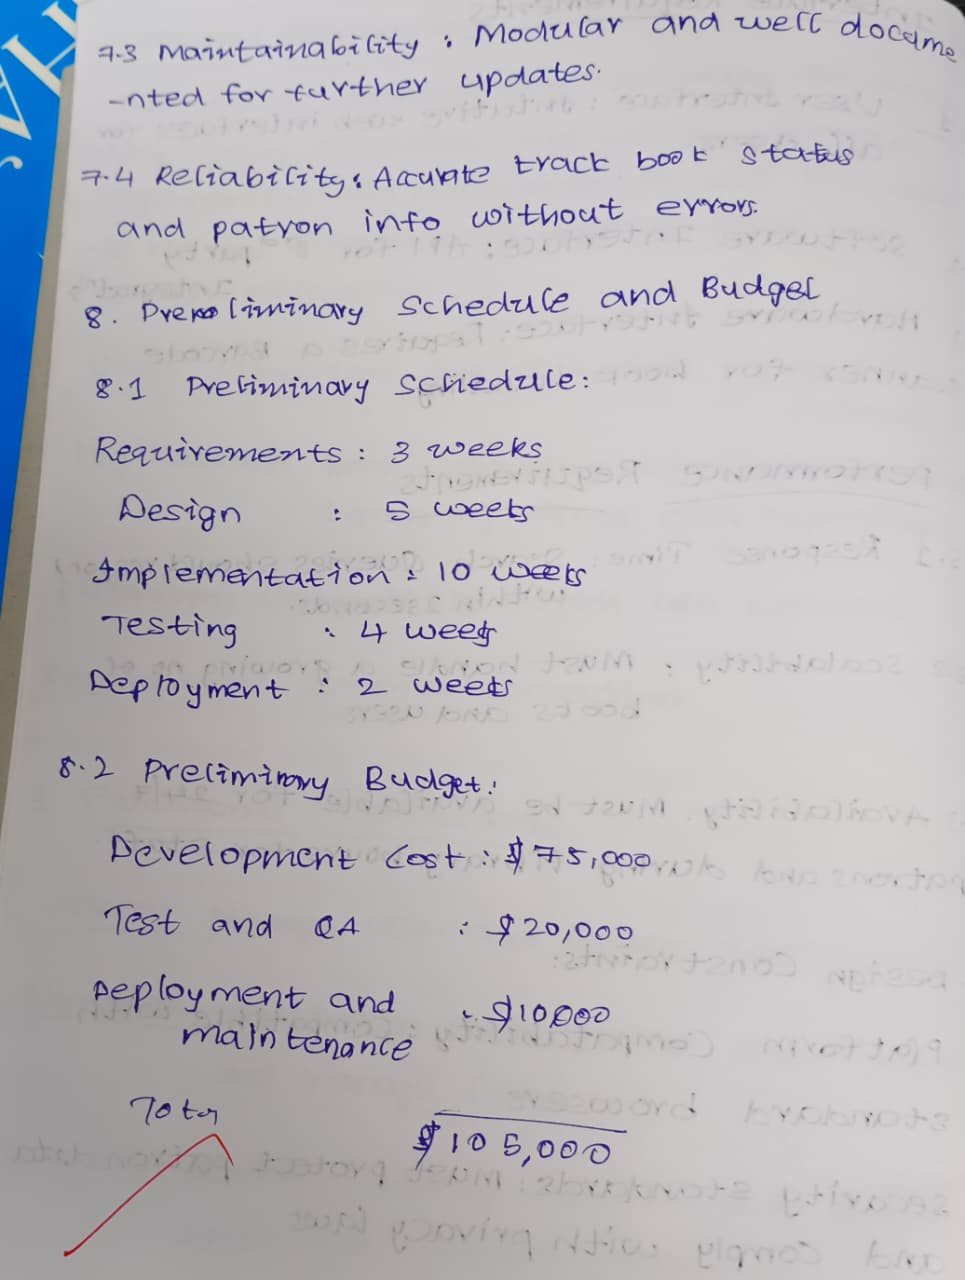 7.3 Maintainability : Modular and well docume
-nted for further updates.
7.4 Reliability : Accurate track book status
and patron info without errors.
8. Preliminary Schedule and Budget
8.1 Preliminary Schedule:
Requirements : 3 weeks
Design : 5 weeks
Implementation : 10 weeks
Testing : 4 weeks
Deployment : 2 weeks
8.2 Preliminary Budget:
Development Cost : $75,000
Test and QA : $20,000
Deployment and : $10,000
maintenance
Total
$105,000